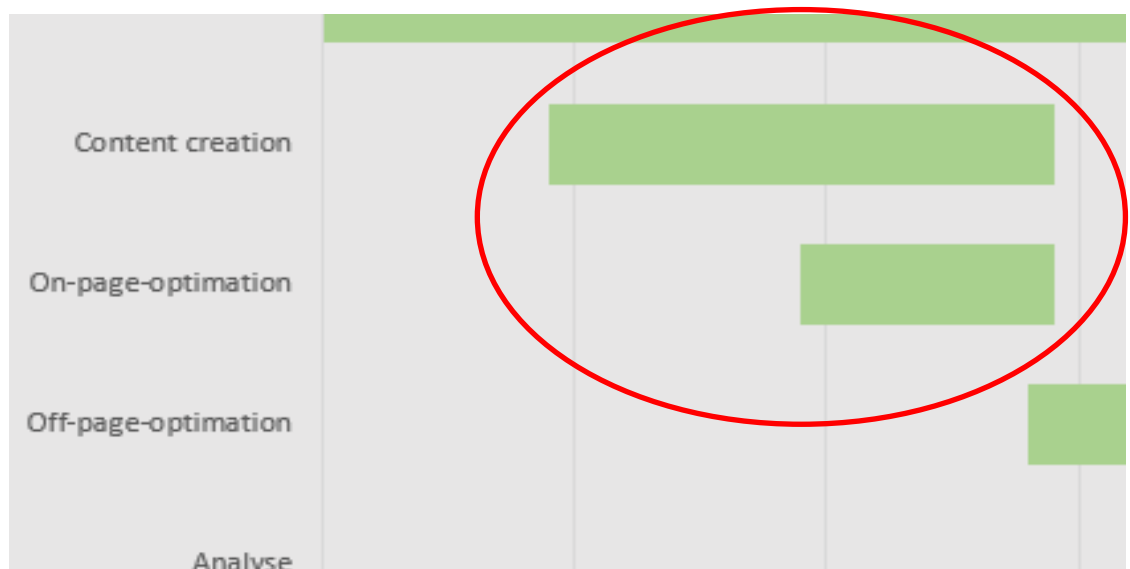 Content creation
On-page-optimation
Off-page-optimation
Analyse